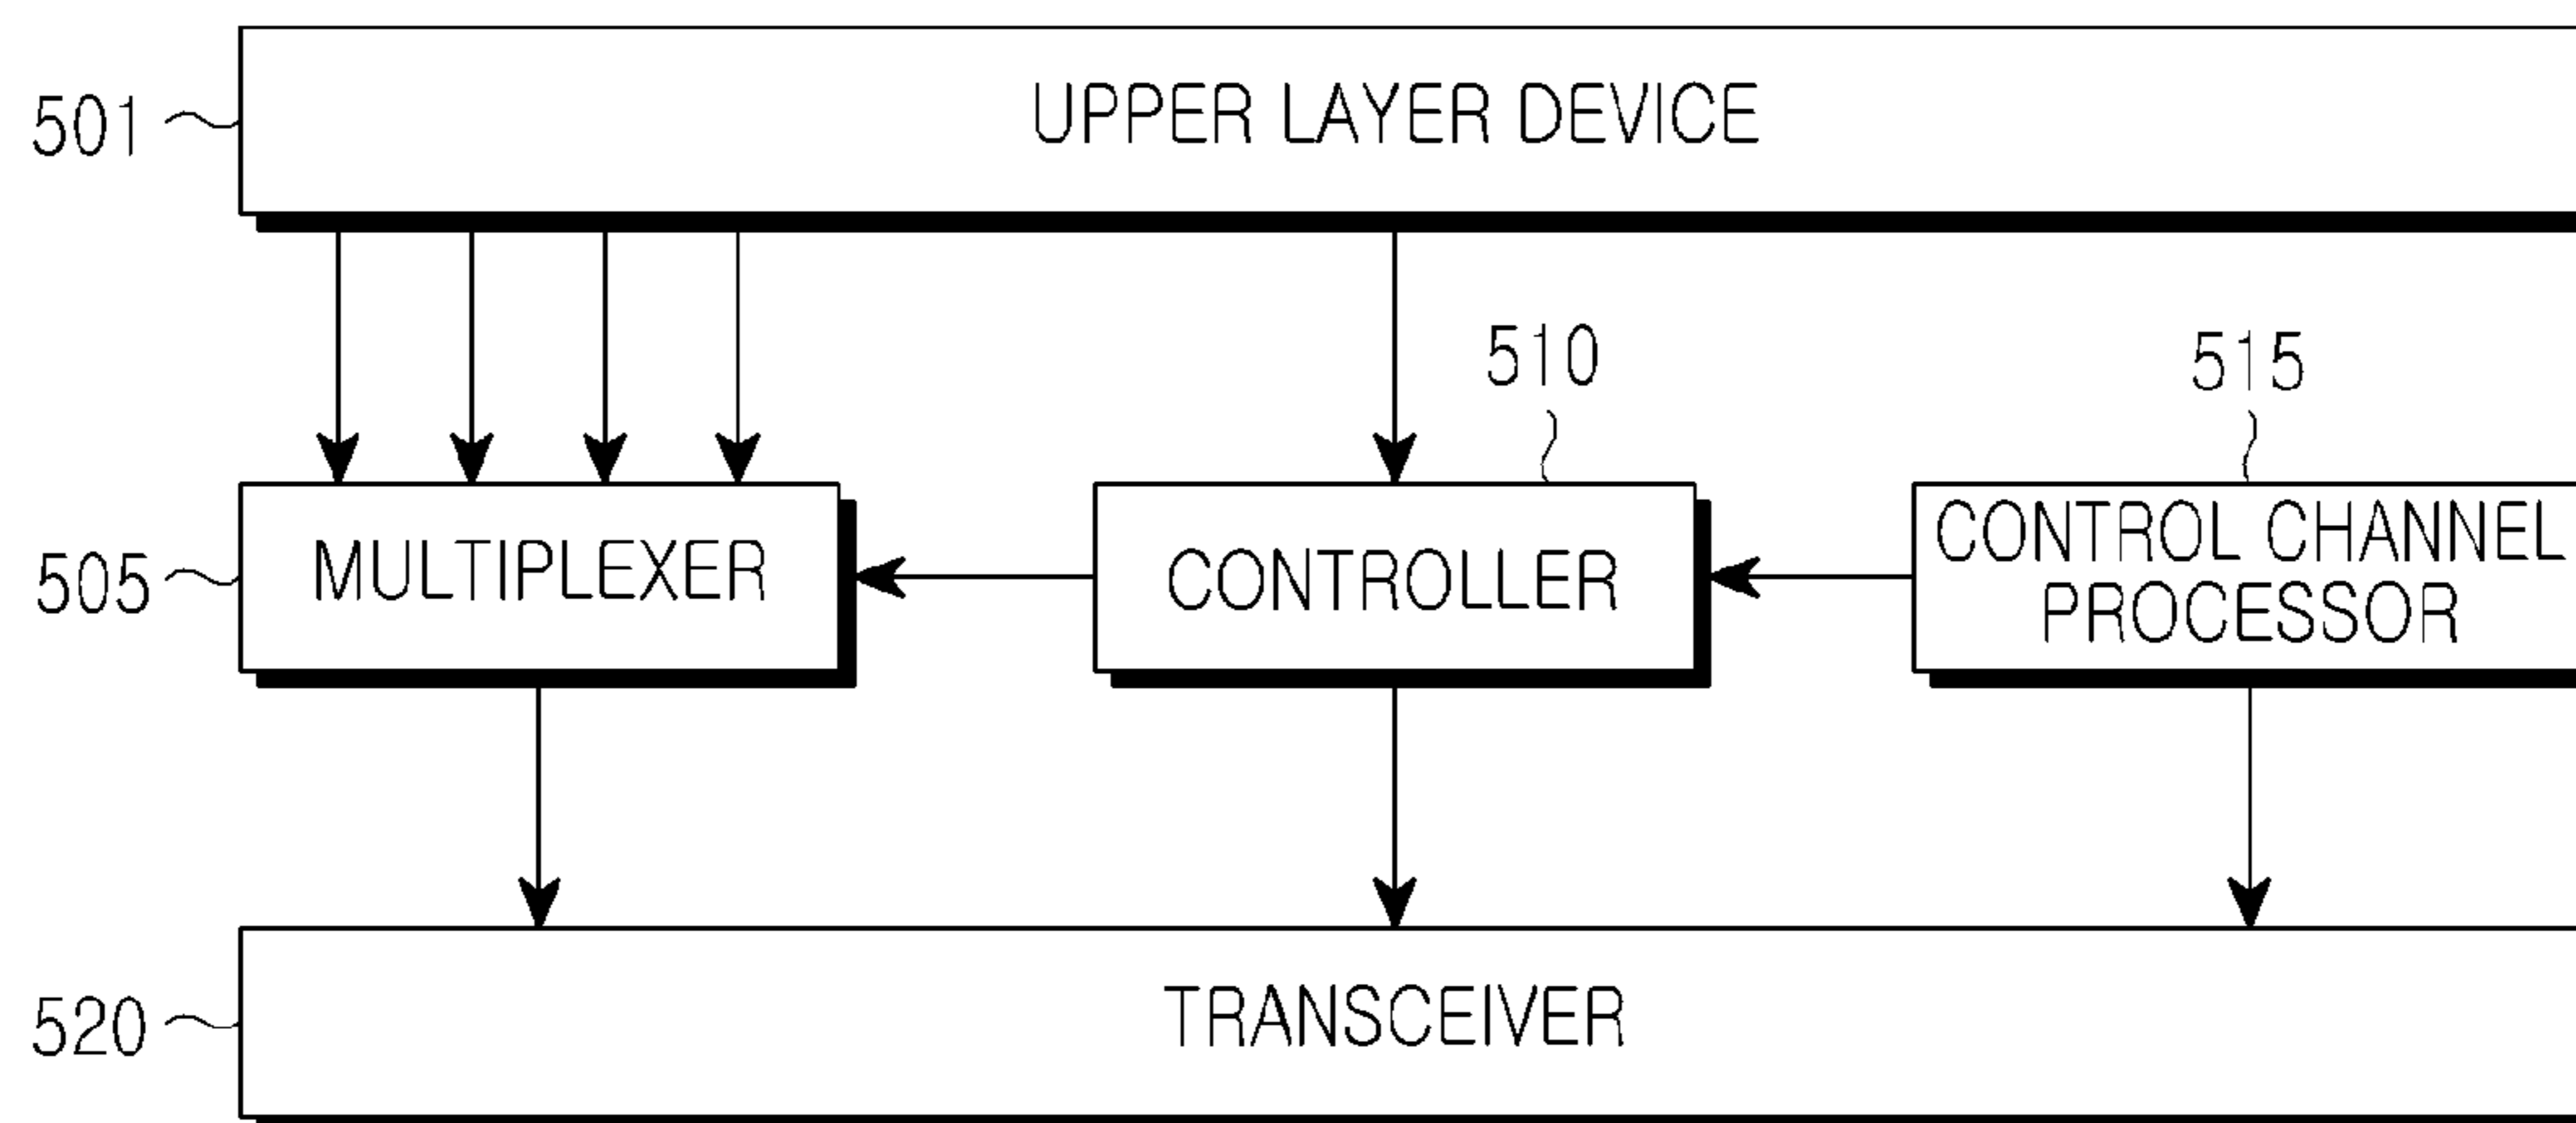 501
UPPER LAYER DEVICE
510
515
505
MULTIPLEXER
CONTROLLER
CONTROL CHANNEL
PROCESSOR
520
TRANSCEIVER